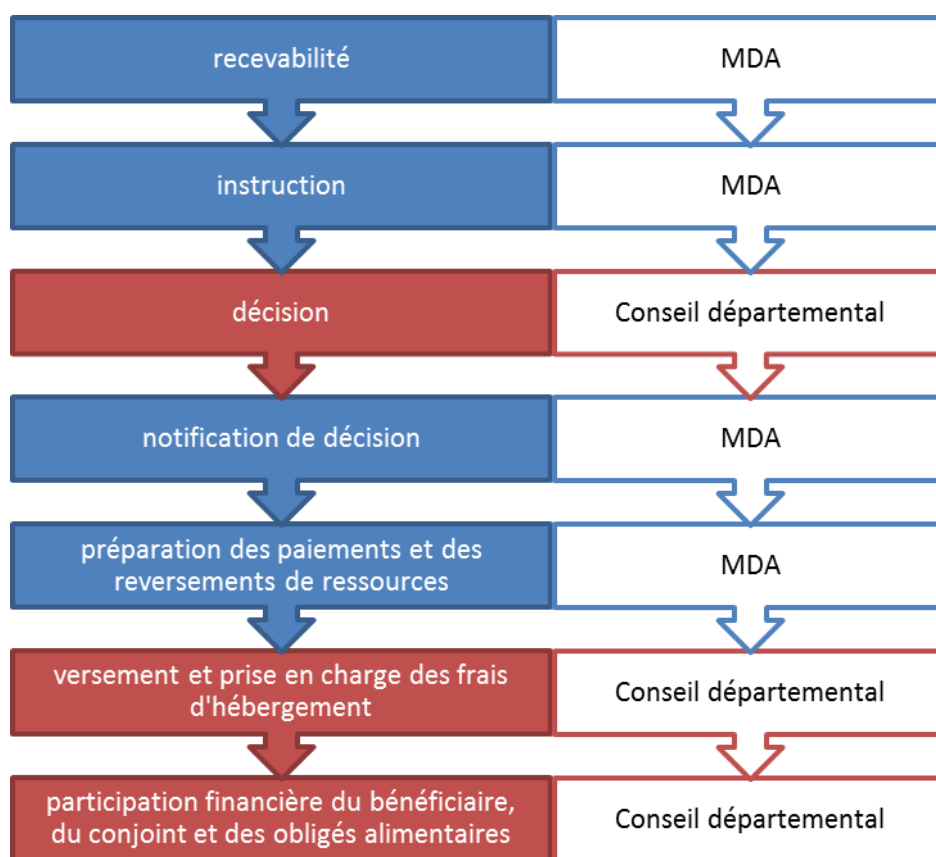 recevabilité
MDA
instruction
MDA
décision
Conseil départemental
notification de décision
MDA
préparation des paiements et des
reversements de ressources
MDA
versement et prise en charge des frais
d'hébergement
Conseil départemental
participation financière du bénéficiaire,
du conjoint et des obligés alimentaires
Conseil départemental